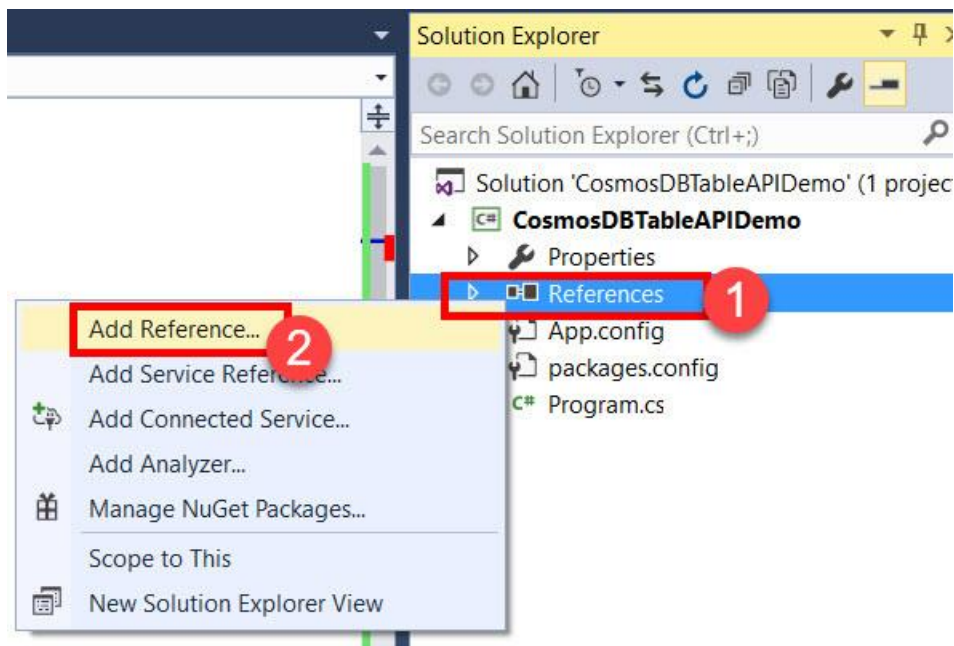 Solution Explorer
Search Solution Explorer (Ctrl+;)
Solution 'CosmosDBTableAPIDemo' (1 projec
C# CosmosDBTableAPIDemo
Properties
References
1
App.config
packages.config
C# Program.cs
Add Reference...
2
Add Service Reference...
Add Connected Service...
Add Analyzer...
Manage NuGet Packages...
Scope to This
New Solution Explorer View